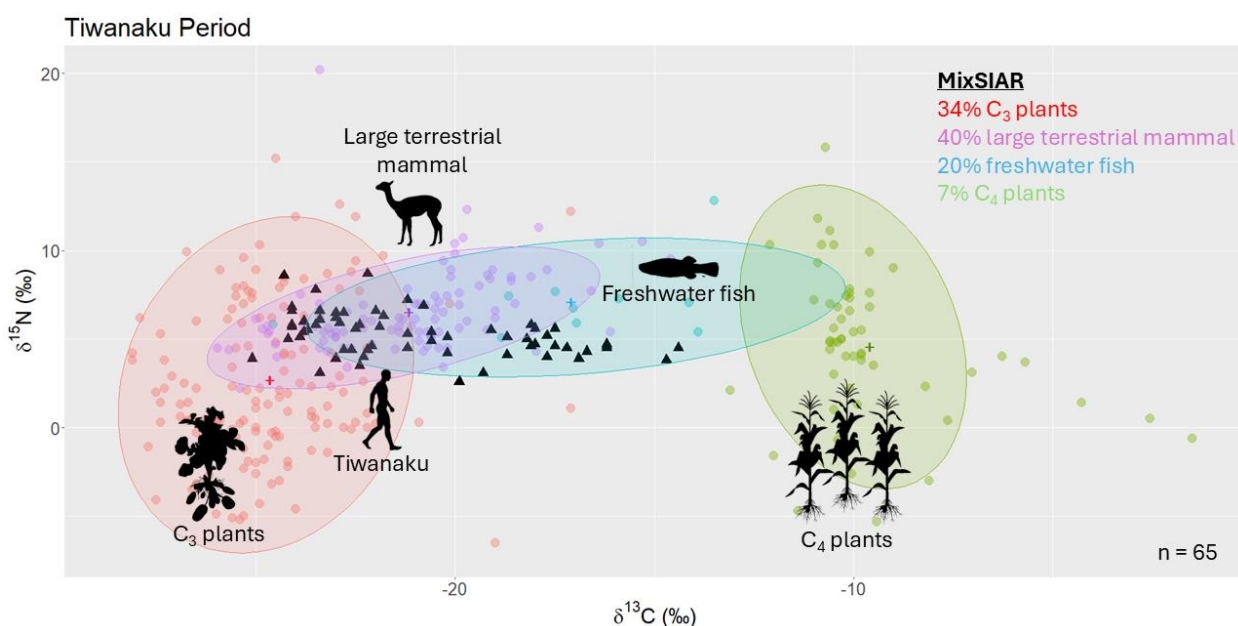 Tiwanaku Period
MixSIAR
34% C₃ plants
40% large terrestrial mammal
20% freshwater fish
7% C₄ plants
Large terrestrial
mammal
Freshwater fish
Tiwanaku
C₃ plants
C₄ plants
n = 65
20
10
0
δ¹⁵N (‰)
-20
-10
δ¹³C (‰)